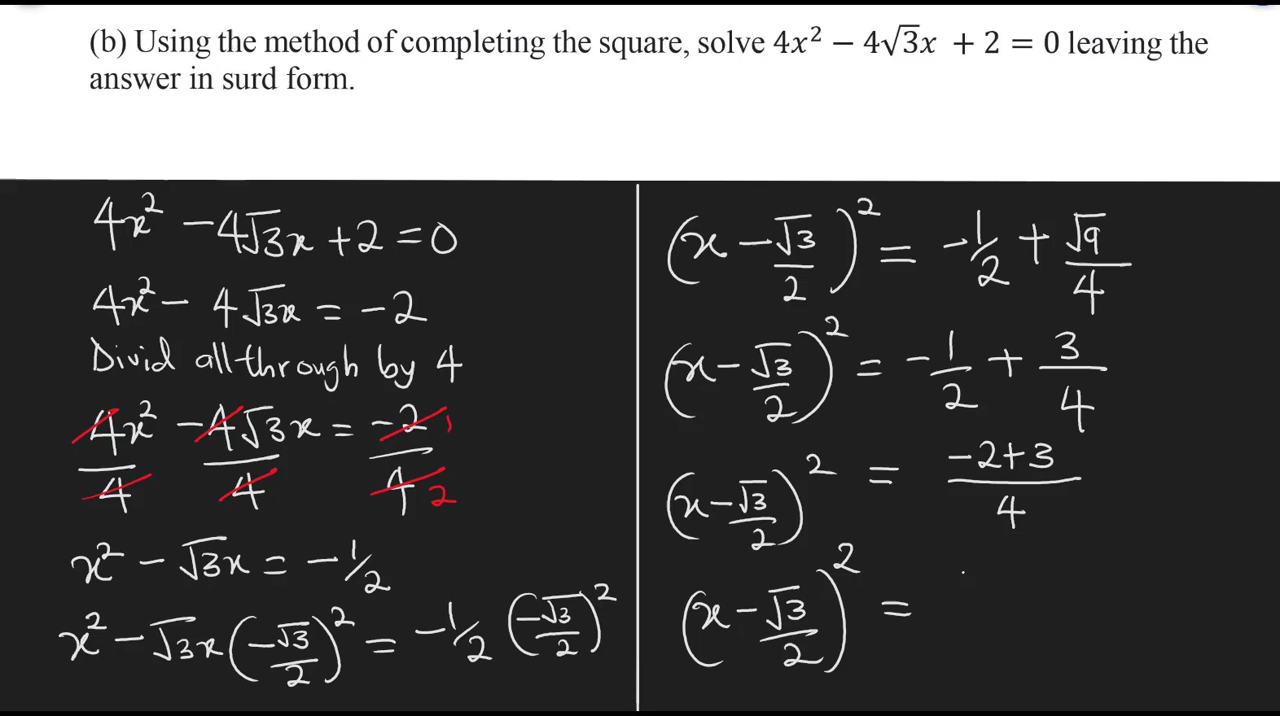 (b) Using the method of completing the square, solve 4x² − 4√3x + 2 = 0 leaving the
answer in surd form.
4x² − 4√3x + 2 = 0
4x² − 4√3x = −2
Divid all through by 4
4x²/4 − 4√3x/4 = −2/4 1 2
x² − √3x = −1/2
x² − √3x (−√3/2)² = −1/2 (−√3/2)²
(x − √3/2)² = −1/2 + √9/4
(x − √3/2)² = −1/2 + 3/4
(x − √3/2)² = −2+3/4
(x − √3/2)² =